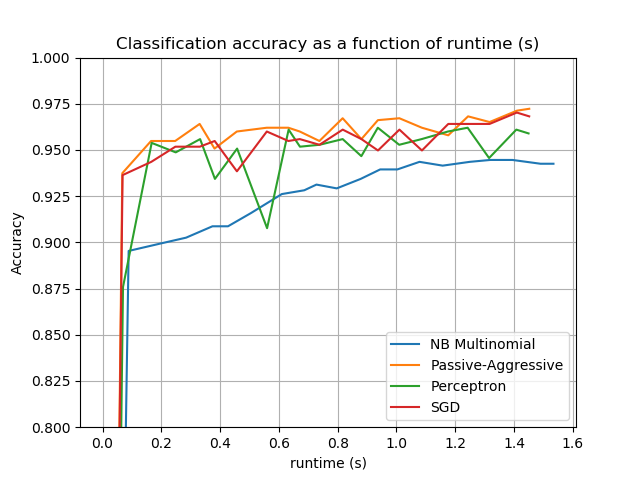 Classification accuracy as a function of runtime (s)
1.000
0.975
0.950
0.925
0.900
0.875
0.850
0.825
0.800
Accuracy
NB Multinomial
Passive-Aggressive
Perceptron
SGD
0.0 0.2 0.4 0.6 0.8 1.0 1.2 1.4 1.6
runtime (s)